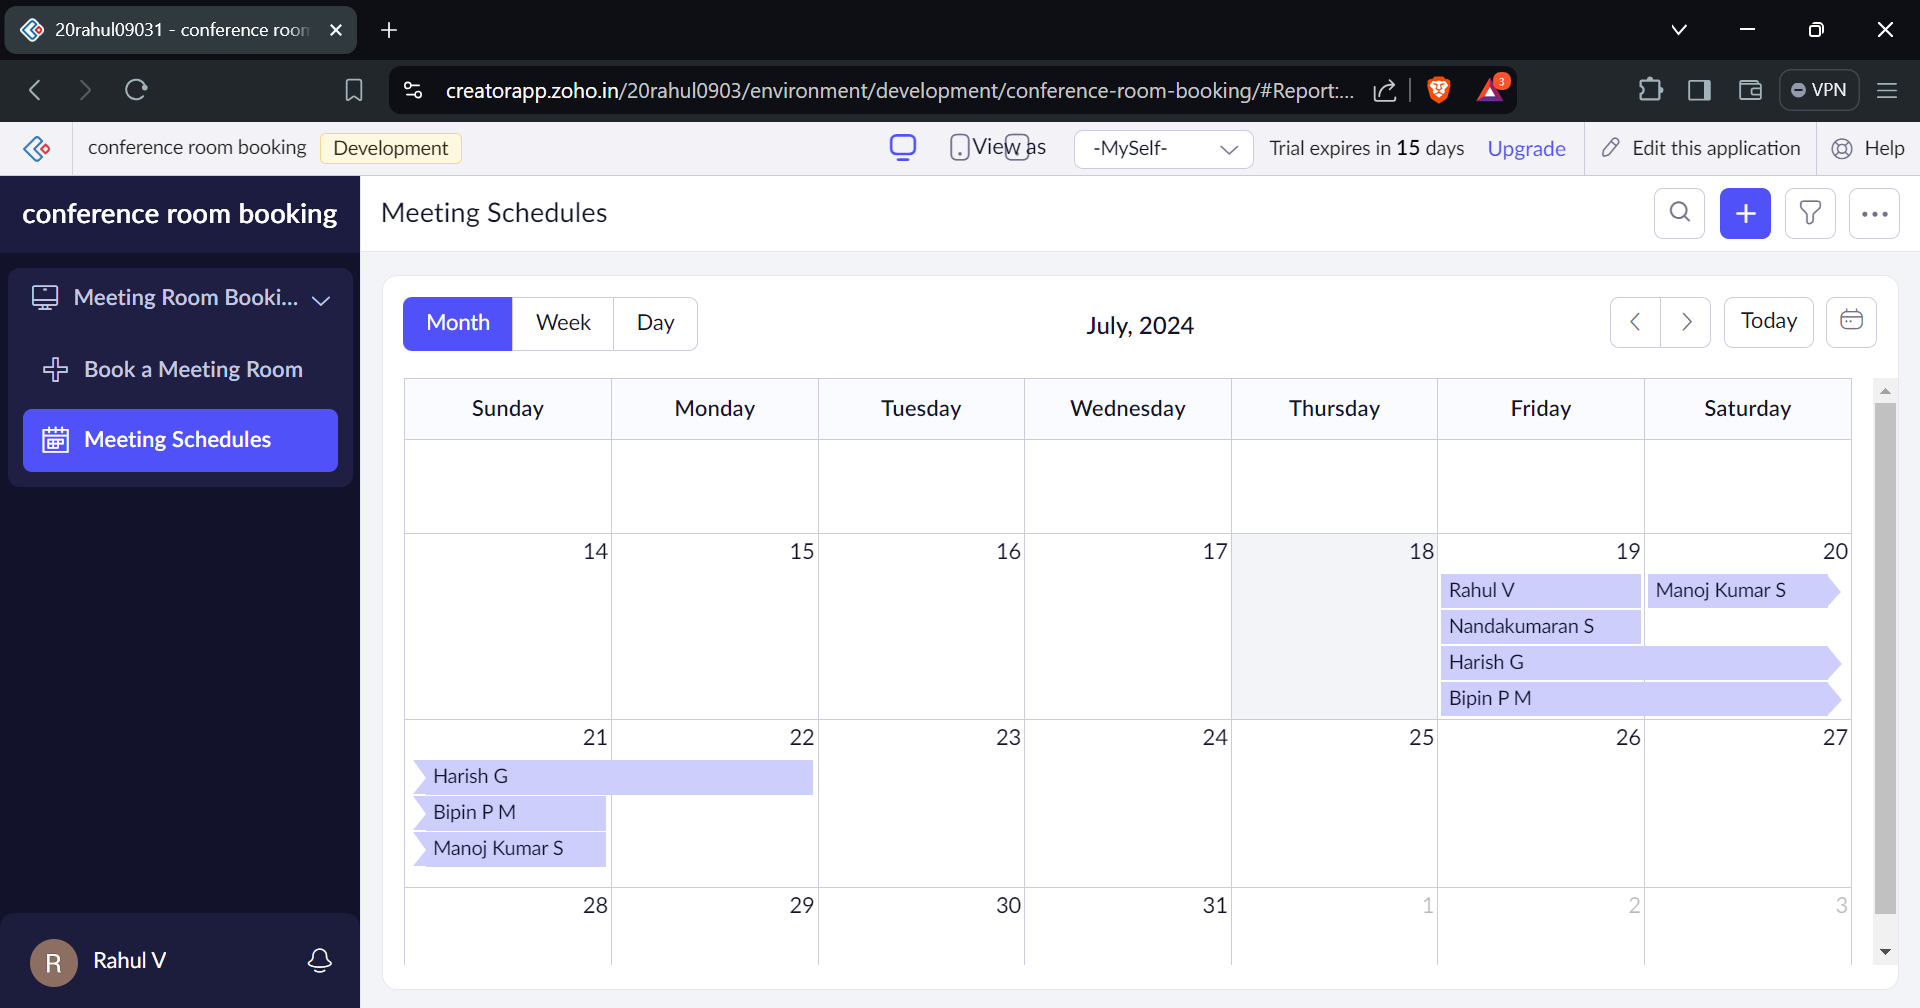 20rahul09031 - conference room
creatorapp.zoho.in/20rahul0903/environment/development/conference-room-booking/#Report:...
3
VPN
conference room booking
Development
View as
-MySelf-
Trial expires in 15 days
Upgrade
Edit this application
Help
conference room booking
Meeting Schedules
Meeting Room Booki...
Book a Meeting Room
Meeting Schedules
Month Week Day
July, 2024
Today
Sunday Monday Tuesday Wednesday Thursday Friday Saturday
14 15 16 17 18 19 20
Rahul V Manoj Kumar S
Nandakumaran S
Harish G
Bipin P M
21 22 23 24 25 26 27
Harish G
Bipin P M
Manoj Kumar S
28 29 30 31 1 2 3
R Rahul V